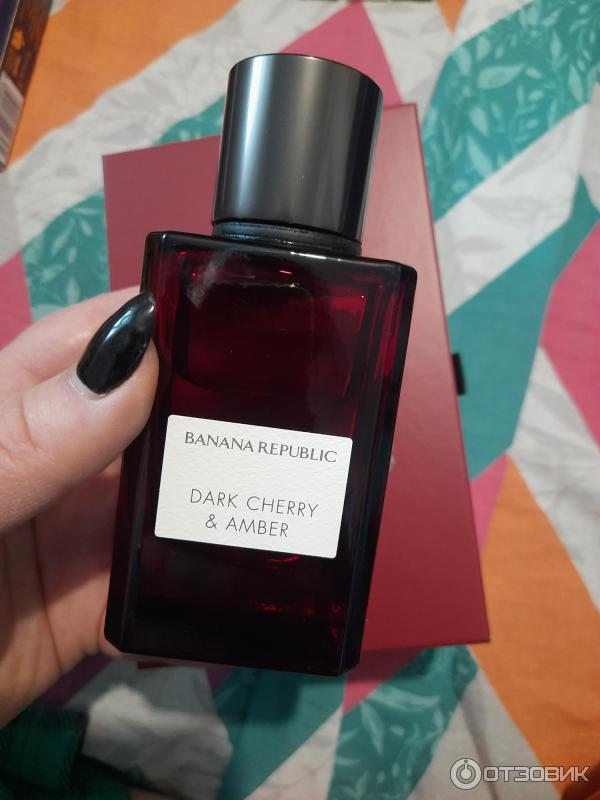 BANANA REPUBLIC
DARK CHERRY
& AMBER
ОТЗОВИК